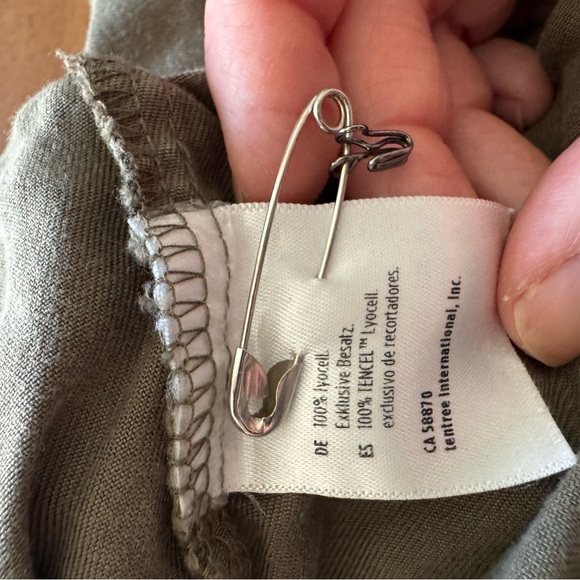 DE 100% lyocell.
Exklusive Besatz.
ES 100% TENCEL™ Lyocell.
exclusivo de recortadores.
CA 58870
tentree International, Inc.